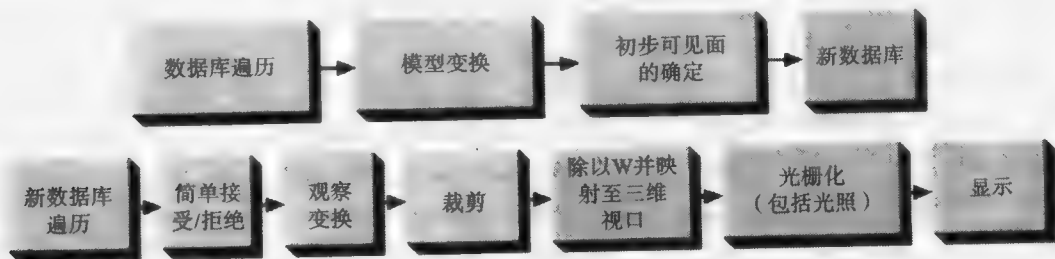 数据库遍历
模型变换
初步可见面
的确定
新数据库
新数据库
遍历
简单接
受/拒绝
观察
变换
裁剪
除以W并映
射至三维
视口
光栅化
（包括光照）
显示